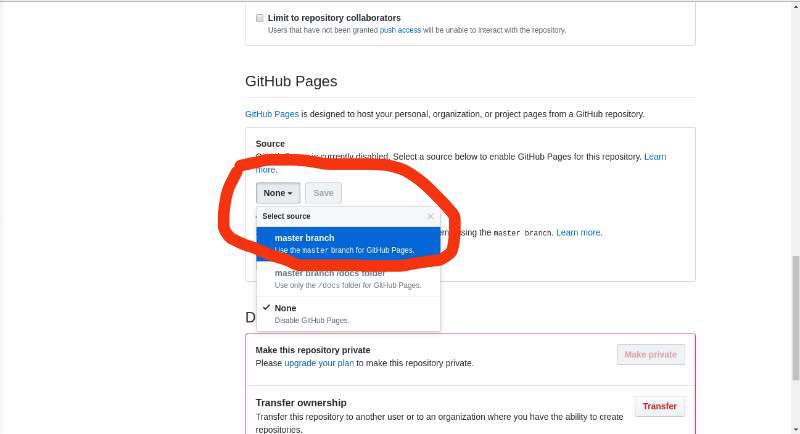 Limit to repository collaborators
Users that have not been granted push access will be unable to interact with the repository.
GitHub Pages
GitHub Pages is designed to host your personal, organization, or project pages from a GitHub repository.
Source
is currently disabled. Select a source below to enable GitHub Pages for this repository. Learn
more.
None Save
Select source
master branch
Use the master branch for GitHub Pages.
using the master branch. Learn more.
master branch /docs folder
Use only the /docs folder for GitHub Pages.
None
Disable GitHub Pages.
D
Make this repository private
Please upgrade your plan to make this repository private.
Make private
Transfer ownership
Transfer this repository to another user or to an organization where you have the ability to create
repositories.
Transfer